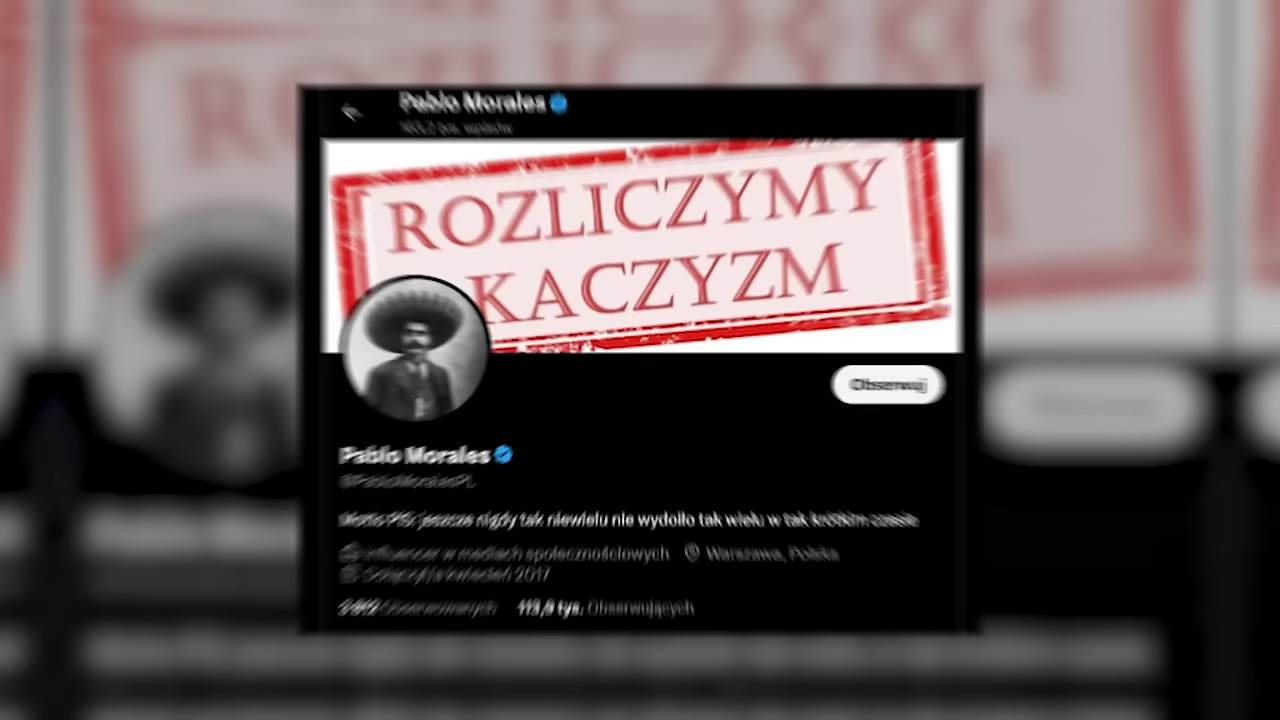 Pablo Morales
ROZLICZYMY
KACZYZM
Obserwuj
Pablo Morales
@PabloMoralesPL
Motto PiS: jeszcze nigdy tak niewielu nie wydoiło tak wielu w tak krótkim czasie
Influencer w mediach społecznościowych Warszawa, Polska
Dołączył/a kwiecień 2017
Obserwowanych 113,9 tys. Obserwujących